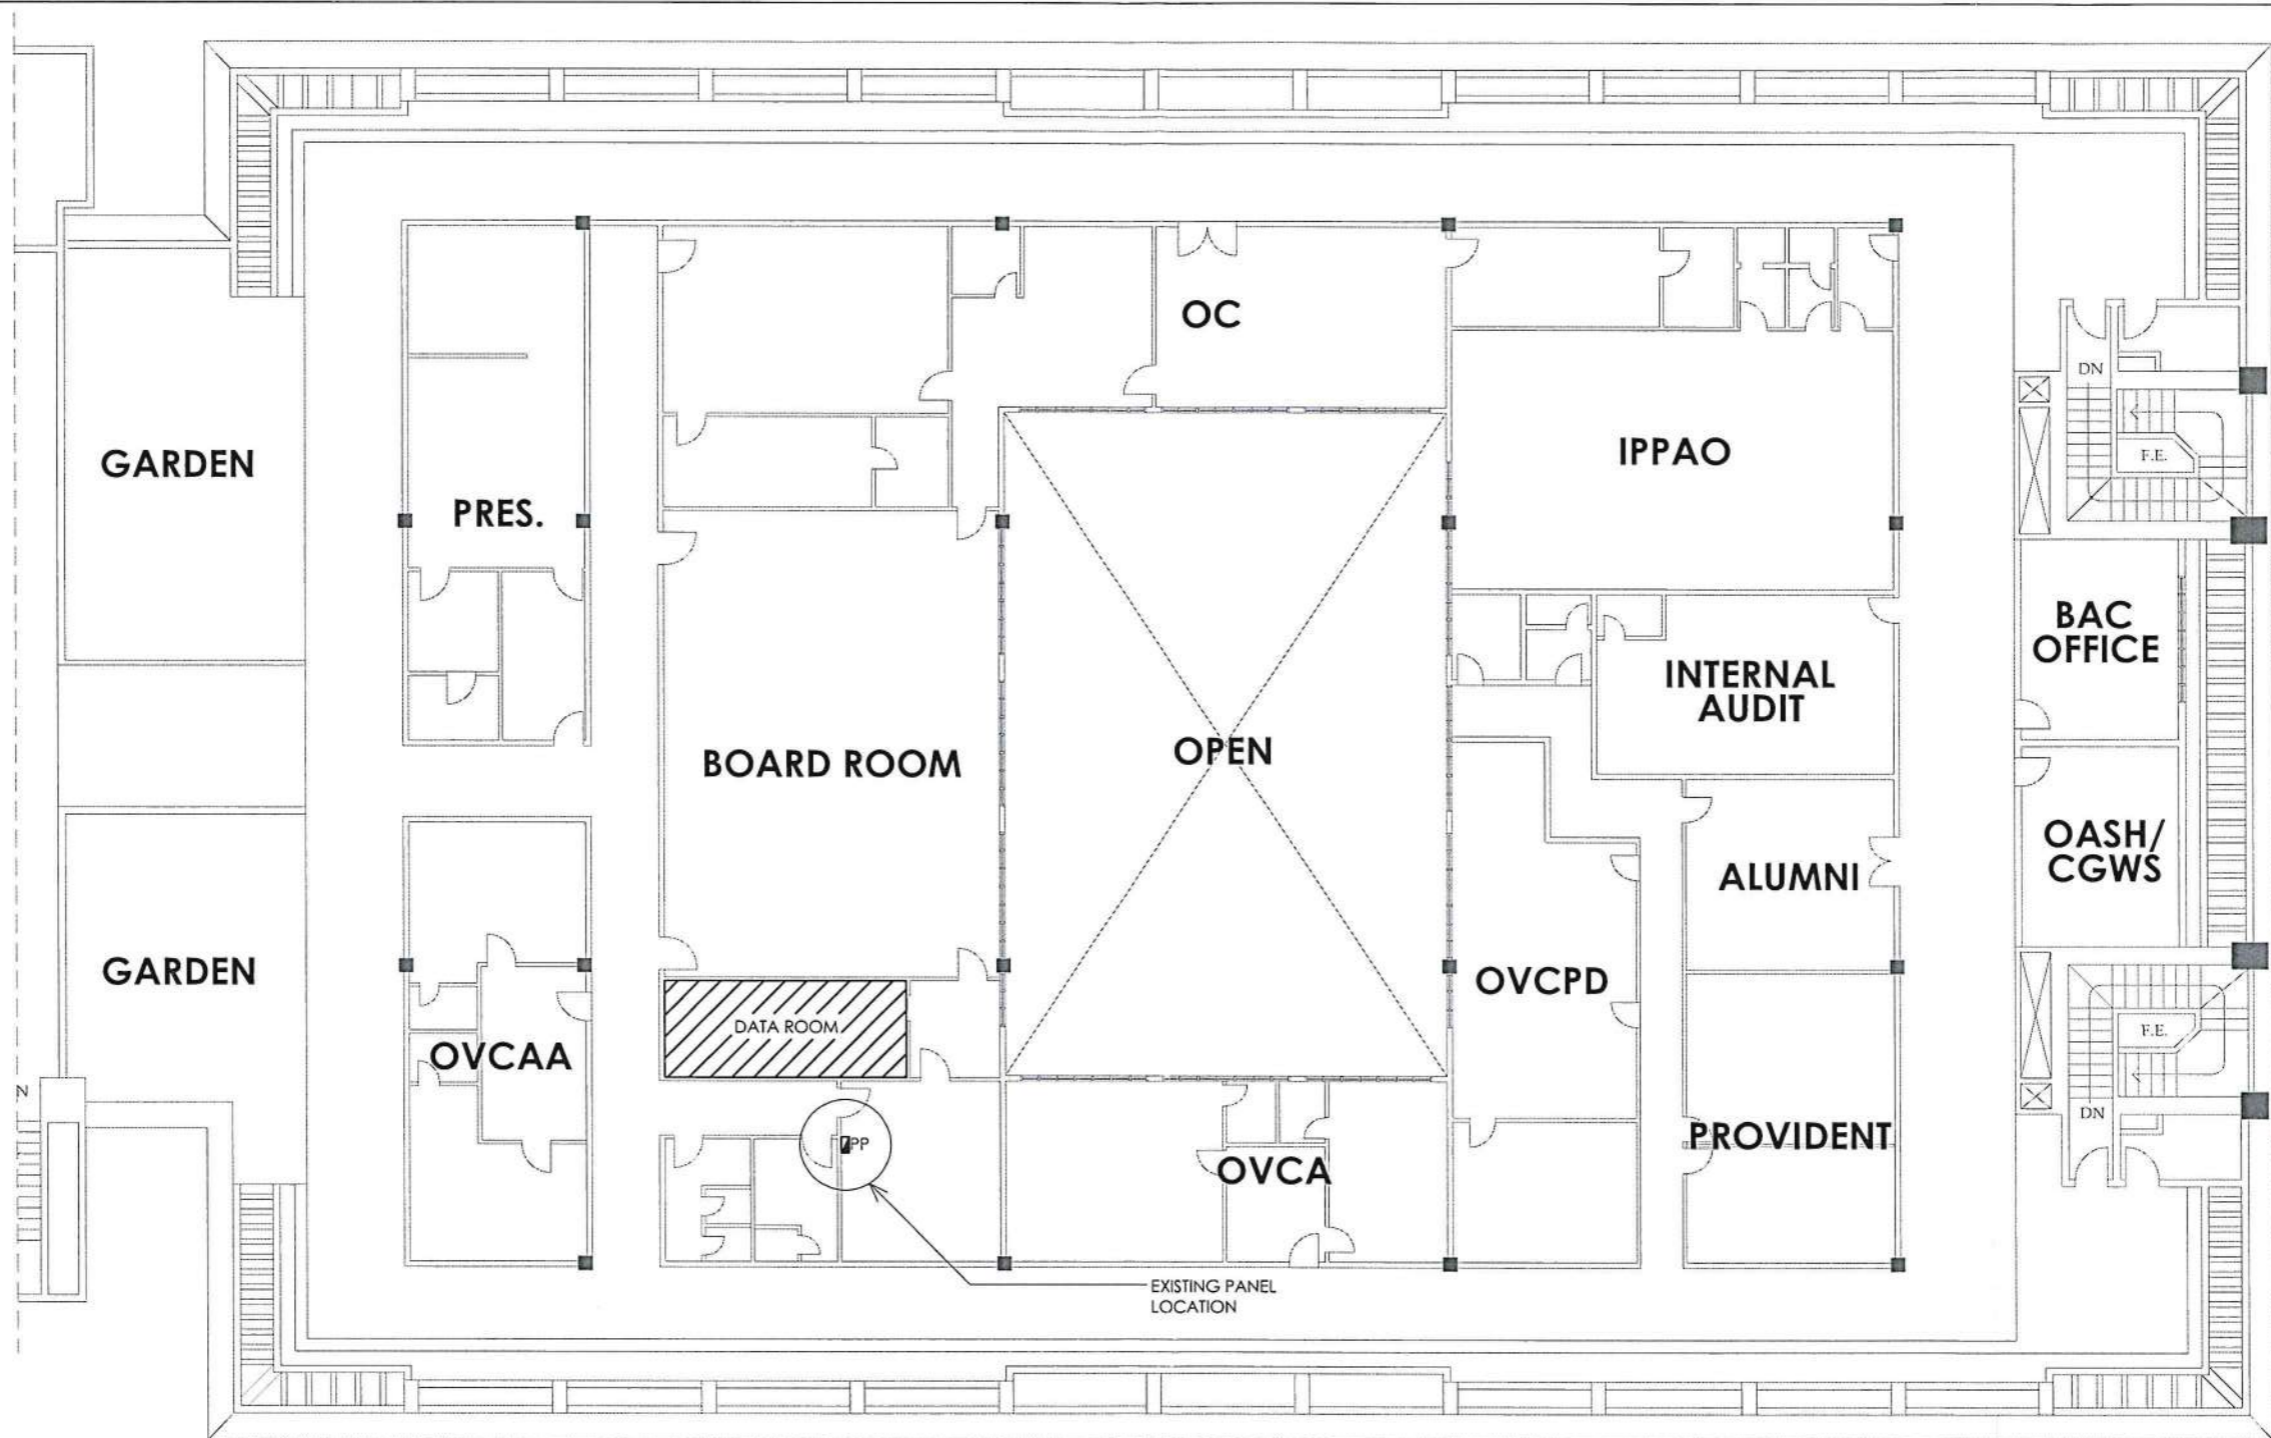 OC
DN
GARDEN
IPPAO
F.E.
PRES.
BAC
OFFICE
INTERNAL
AUDIT
BOARD ROOM
OPEN
OASH/
CGWS
ALUMNI
GARDEN
OVCPD
DATA ROOM
F.E.
OVCAA
N
DN
PP
PROVIDENT
OVCA
EXISTING PANEL
LOCATION